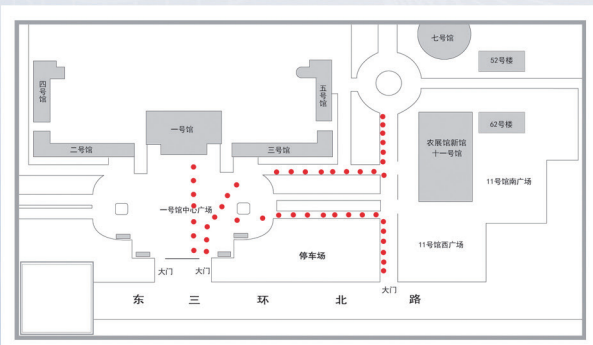 七号馆
52号楼
四号馆
五号馆
一号馆
62号楼
二号馆
三号馆
农展馆新馆
十一号馆
11号馆南广场
一号馆中心广场
11号馆西广场
停车场
大门
大门
大门
东三环北路